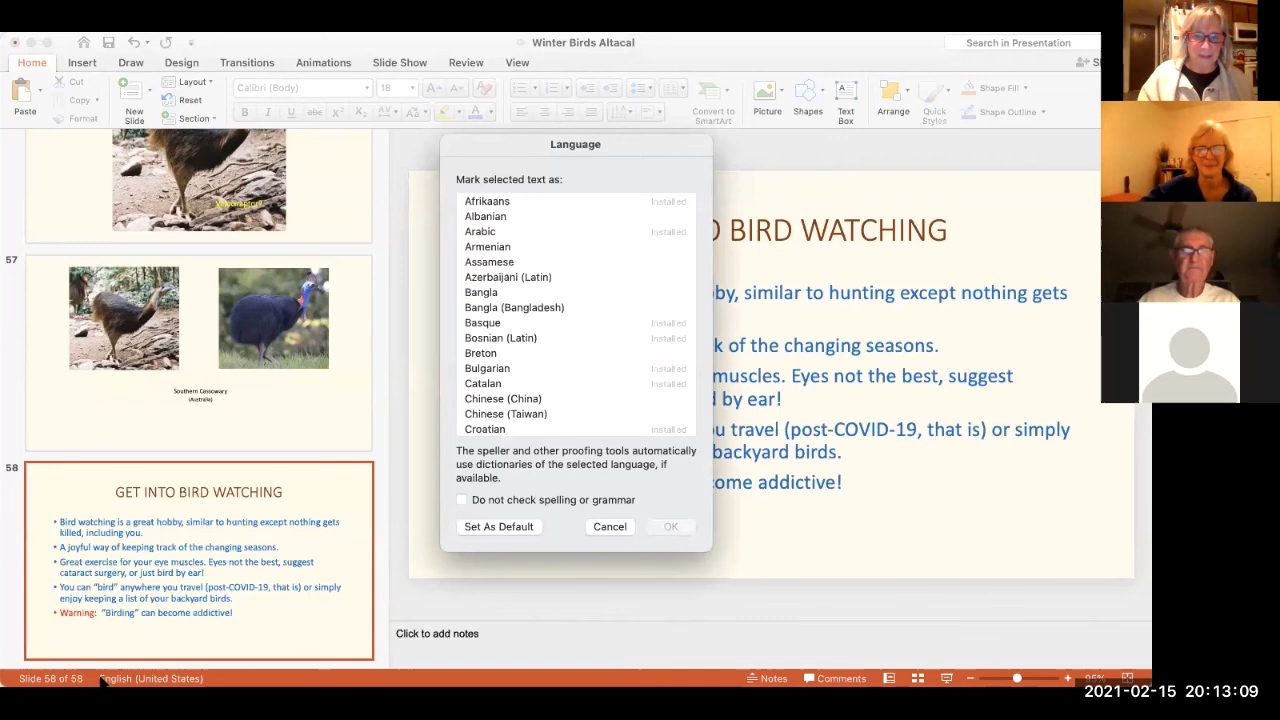 Winter Birds Altacal
Search in Presentation
Home Insert Draw Design Transitions Animations Slide Show Review View
Paste
Cut
Copy
Format
New
Slide
Layout
Reset
Section
Calibri (Body) 18
Convert to
SmartArt
Picture
Shapes
Text
Box
Arrange
Quick
Styles
Shape Fill
Shape Outline
Velociraptor?
57
Southern Cassowary
(Australia)
58
GET INTO BIRD WATCHING
• Bird watching is a great hobby, similar to hunting except nothing gets
killed, including you.
• A joyful way of keeping track of the changing seasons.
• Great exercise for your eye muscles. Eyes not the best, suggest
cataract surgery, or just bird by ear!
• You can “bird” anywhere you travel (post-COVID-19, that is) or simply
enjoy keeping a list of your backyard birds.
• Warning: “Birding” can become addictive!
Language
Mark selected text as:
Afrikaans Installed
Albanian
Arabic Installed
Armenian
Assamese
Azerbaijani (Latin)
Bangla
Bangla (Bangladesh)
Basque Installed
Bosnian (Latin) Installed
Breton
Bulgarian Installed
Catalan Installed
Chinese (China)
Chinese (Taiwan)
Croatian Installed
The speller and other proofing tools automatically
use dictionaries of the selected language, if
available.
Do not check spelling or grammar
Set As Default Cancel OK
BIRD WATCHING
similar to hunting except nothing gets
of the changing seasons.
muscles. Eyes not the best, suggest
by ear!
travel (post-COVID-19, that is) or simply
backyard birds.
addictive!
Click to add notes
Slide 58 of 58 English (United States) Notes Comments 95%
2021-02-15 20:13:09